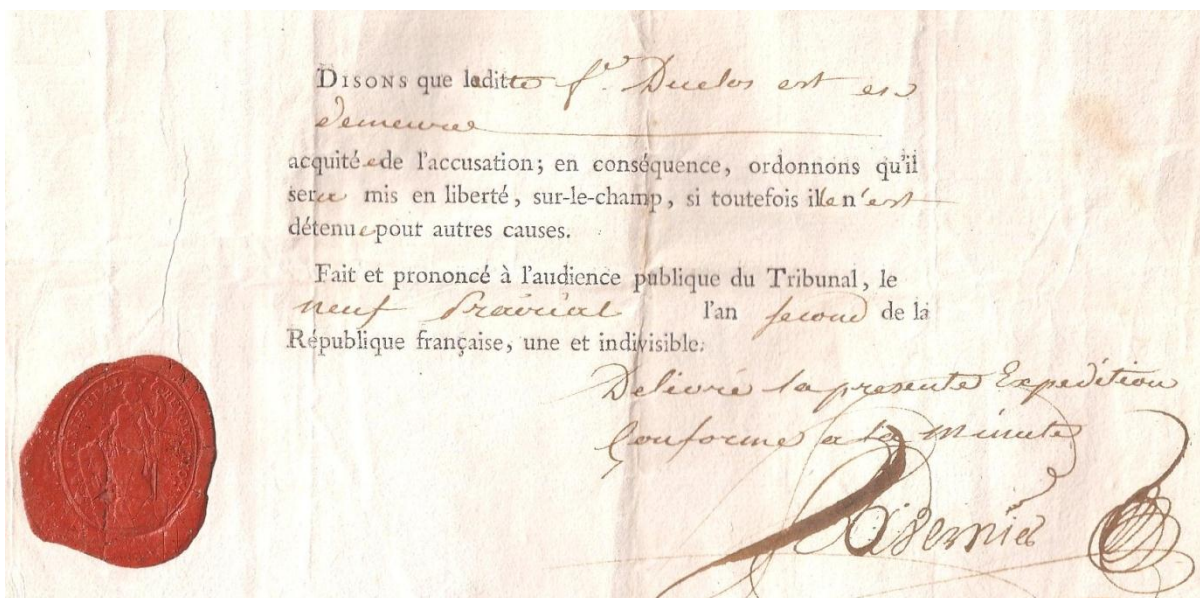 DISONS que laditte f.e Duclos est et
demeure
acquitée de l'accusation; en conséquence, ordonnons qu'il
sera mis en liberté, sur-le-champ, si toutefois ille n'est
détenue pour autres causes.
Fait et prononcé à l'audience publique du Tribunal, le
neuf Prairial l'an second de la
République française, une et indivisible.
Delivré la presente Expedition
Conforme a la Minute